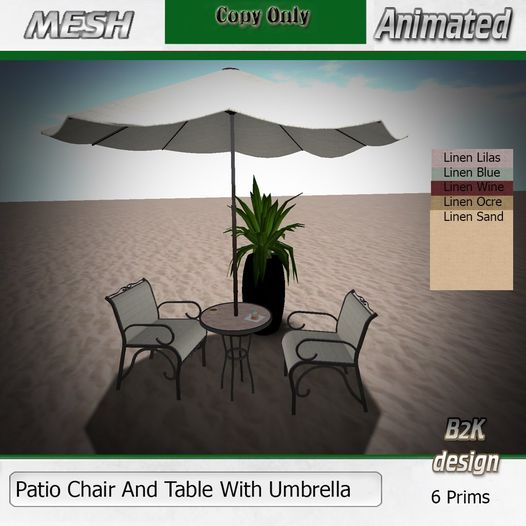 MESH
Copy Only
Animated
Linen Lilas
Linen Blue
Linen Wine
Linen Ocre
Linen Sand
B2K
design
Patio Chair And Table With Umbrella
6 Prims